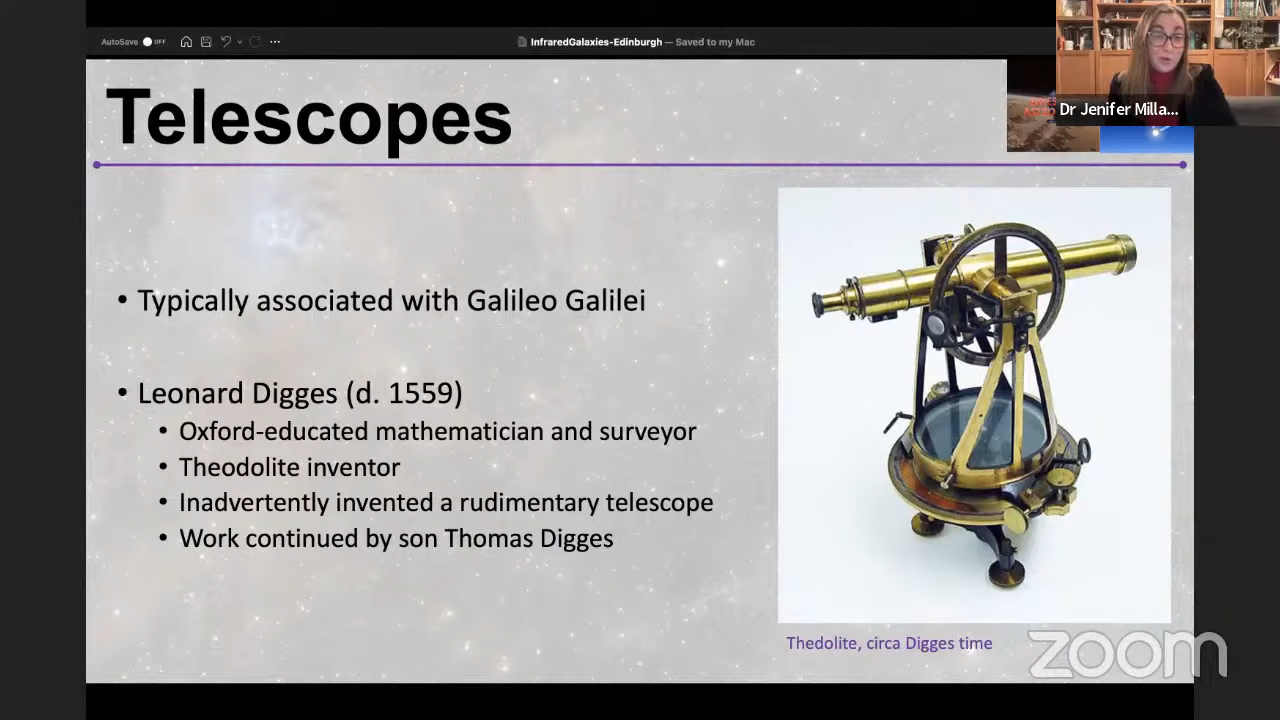 AutoSave OFF
InfraredGalaxies-Edinburgh — Saved to my Mac
Dr Jenifer Milla...
Telescopes
• Typically associated with Galileo Galilei
• Leonard Digges (d. 1559)
• Oxford-educated mathematician and surveyor
• Theodolite inventor
• Inadvertently invented a rudimentary telescope
• Work continued by son Thomas Digges
Thedolite, circa Digges time
zoom